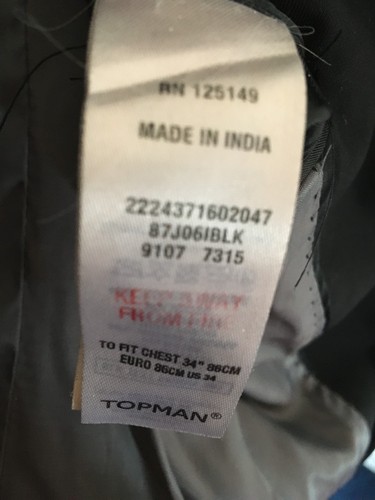 RN 125149
MADE IN INDIA
2224371602047
87J06IBLK
9107 7315
KEEP AWAY
FROM FIRE
TO FIT CHEST 34" 86CM
EURO 86CM US 34
TOPMAN®